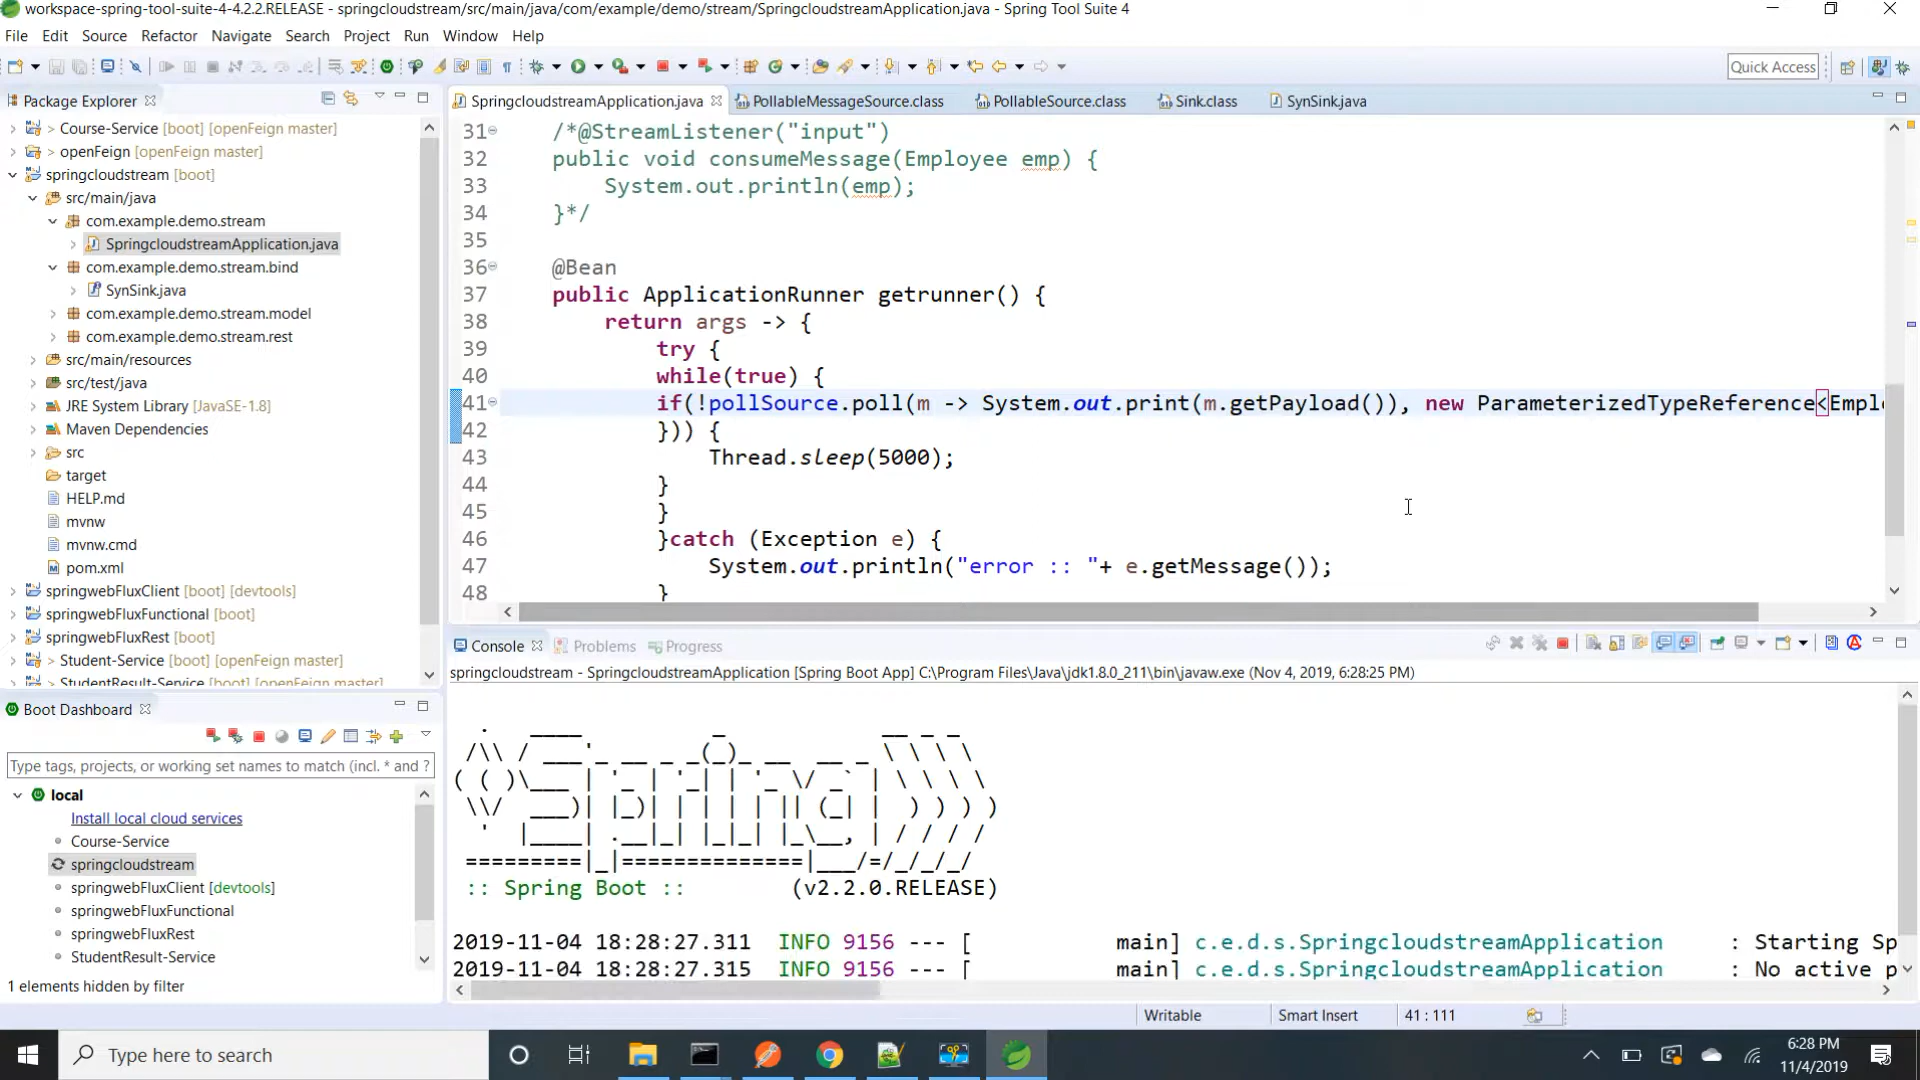 workspace-spring-tool-suite-4-4.2.2.RELEASE - springcloudstream/src/main/java/com/example/demo/stream/SpringcloudstreamApplication.java - Spring Tool Suite 4
File Edit Source Refactor Navigate Search Project Run Window Help
Quick Access
Package Explorer
> Course-Service [boot] [openFeign master]
> openFeign [openFeign master]
springcloudstream [boot]
src/main/java
com.example.demo.stream
SpringcloudstreamApplication.java
com.example.demo.stream.bind
SynSink.java
com.example.demo.stream.model
com.example.demo.stream.rest
src/main/resources
src/test/java
JRE System Library [JavaSE-1.8]
Maven Dependencies
src
target
HELP.md
mvnw
mvnw.cmd
pom.xml
springwebFluxClient [boot] [devtools]
springwebFluxFunctional [boot]
springwebFluxRest [boot]
> Student-Service [boot] [openFeign master]
> StudentResult-Service [boot] [openFeign master]
SpringcloudstreamApplication.java PollableMessageSource.class PollableSource.class Sink.class SynSink.java
31 /*@StreamListener("input")
32 public void consumeMessage(Employee emp) {
33 System.out.println(emp);
34 }*/
35
36 @Bean
37 public ApplicationRunner getrunner() {
38 return args -> {
39 try {
40 while(true) {
41 if(!pollSource.poll(m -> System.out.print(m.getPayload()), new ParameterizedTypeReference<Empl
42 })) {
43 Thread.sleep(5000);
44 }
45 }
46 }catch (Exception e) {
47 System.out.println("error :: "+ e.getMessage());
48 }
Console Problems Progress
springcloudstream - SpringcloudstreamApplication [Spring Boot App] C:\Program Files\Java\jdk1.8.0_211\bin\javaw.exe (Nov 4, 2019, 6:28:25 PM)
:: Spring Boot :: (v2.2.0.RELEASE)
2019-11-04 18:28:27.311 INFO 9156 --- [ main] c.e.d.s.SpringcloudstreamApplication : Starting Sp
2019-11-04 18:28:27.315 INFO 9156 --- [ main] c.e.d.s.SpringcloudstreamApplication : No active p
Boot Dashboard
Type tags, projects, or working set names to match (incl. * and ?
local
Install local cloud services
Course-Service
springcloudstream
springwebFluxClient [devtools]
springwebFluxFunctional
springwebFluxRest
StudentResult-Service
1 elements hidden by filter
Writable Smart Insert 41 : 111
Type here to search
6:28 PM
11/4/2019